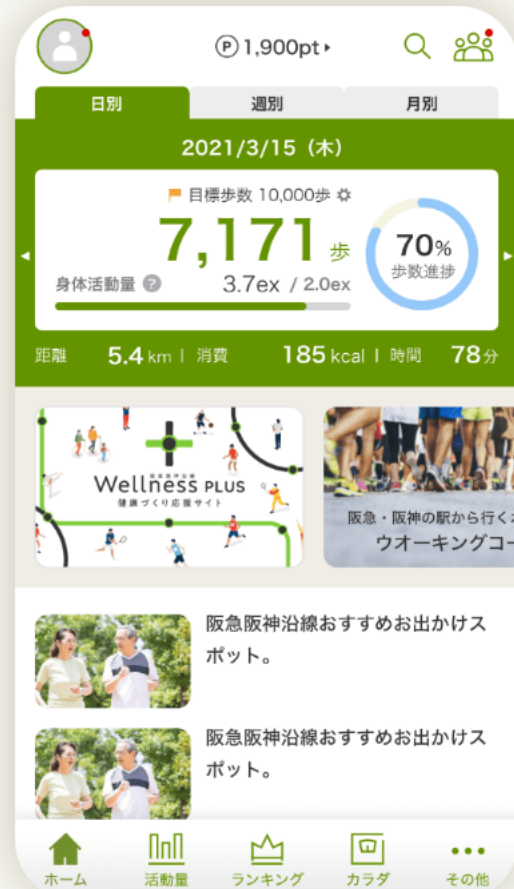 P 1,900pt
日別 週別 月別
2021/3/15（木）
目標歩数 10,000歩
7,171 歩
70%
歩数進捗
身体活動量 ? 3.7ex / 2.0ex
距離 5.4 km | 消費 185 kcal | 時間 78分
Wellness PLUS
健康づくり応援サイト
阪急・阪神の駅から行く
ウオーキングコー
阪急阪神沿線おすすめお出かけス
ポット。
阪急阪神沿線おすすめお出かけス
ポット。
ホーム 活動量 ランキング カラダ その他